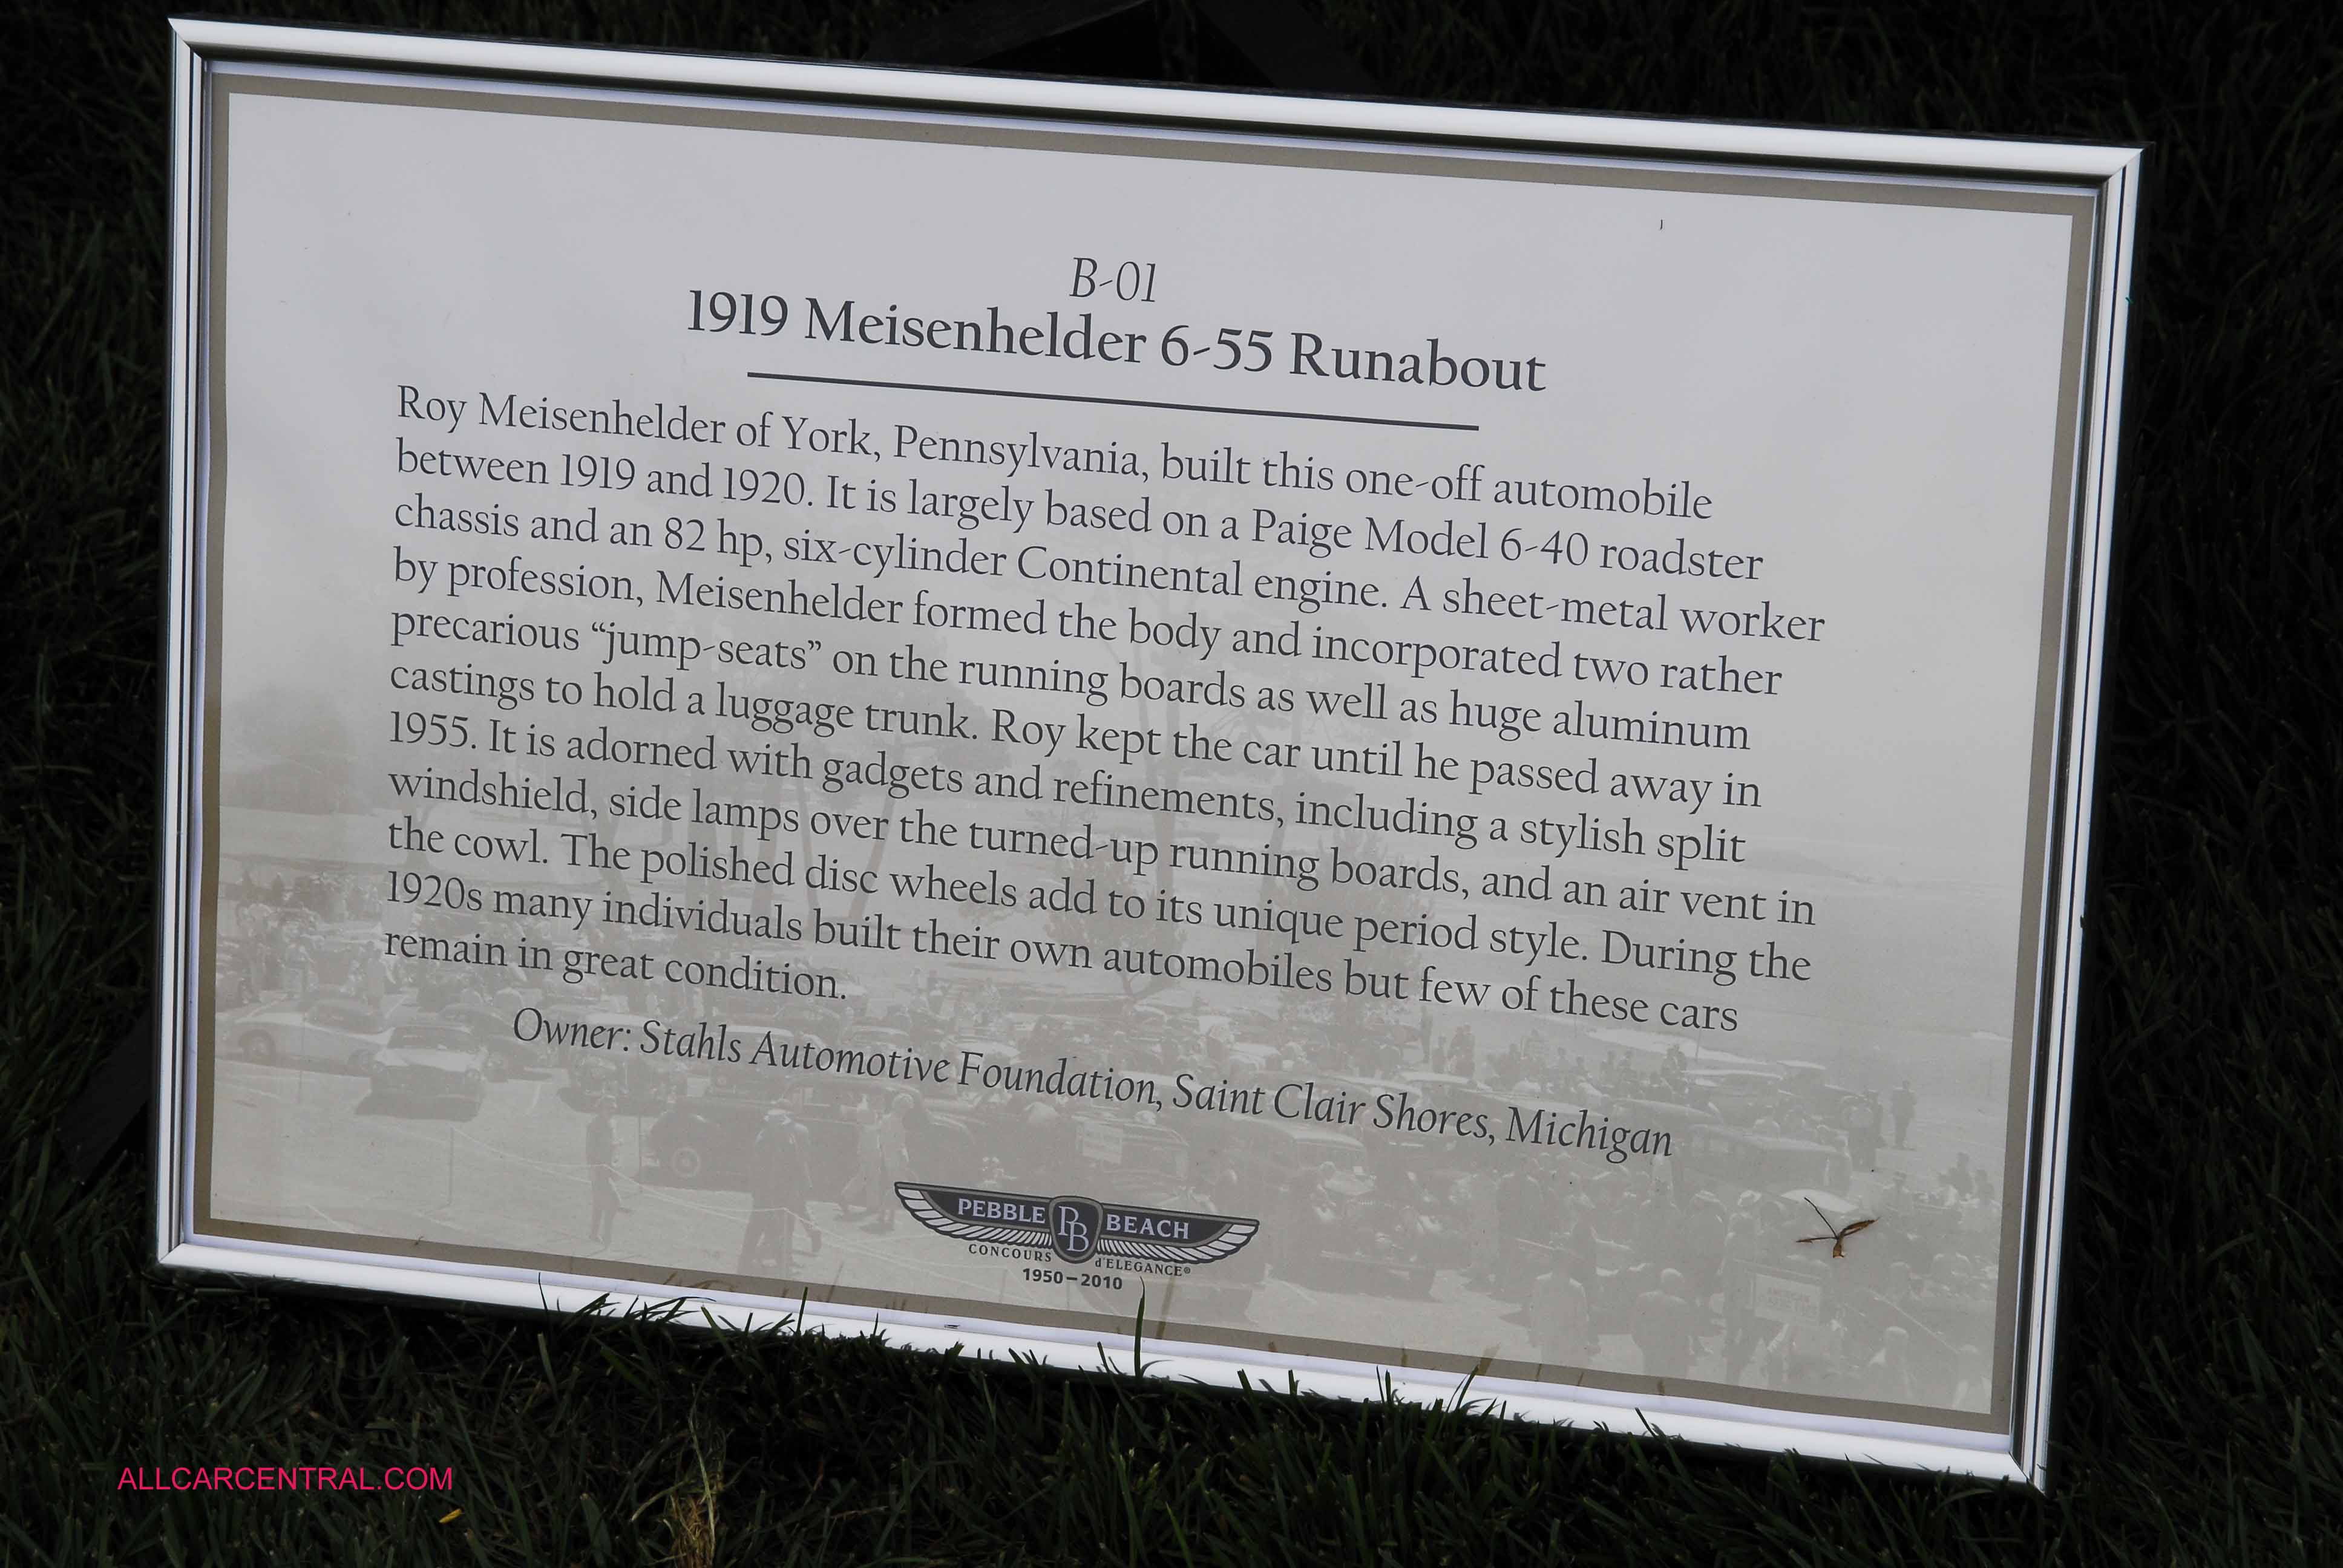 B-01
1919 Meisenhelder 6-55 Runabout
Roy Meisenhelder of York, Pennsylvania, built this one-off automobile
between 1919 and 1920. It is largely based on a Paige Model 6-40 roadster
chassis and an 82 hp, six-cylinder Continental engine. A sheet-metal worker
by profession, Meisenhelder formed the body and incorporated two rather
precarious “jump-seats” on the running boards as well as huge aluminum
castings to hold a luggage trunk. Roy kept the car until he passed away in
1955. It is adorned with gadgets and refinements, including a stylish split
windshield, side lamps over the turned-up running boards, and an air vent in
the cowl. The polished disc wheels add to its unique period style. During the
1920s many individuals built their own automobiles but few of these cars
remain in great condition.
Owner: Stahls Automotive Foundation, Saint Clair Shores, Michigan
PEBBLE PB BEACH
CONCOURS d'ELEGANCE®
1950–2010
ALLCARCENTRAL.COM